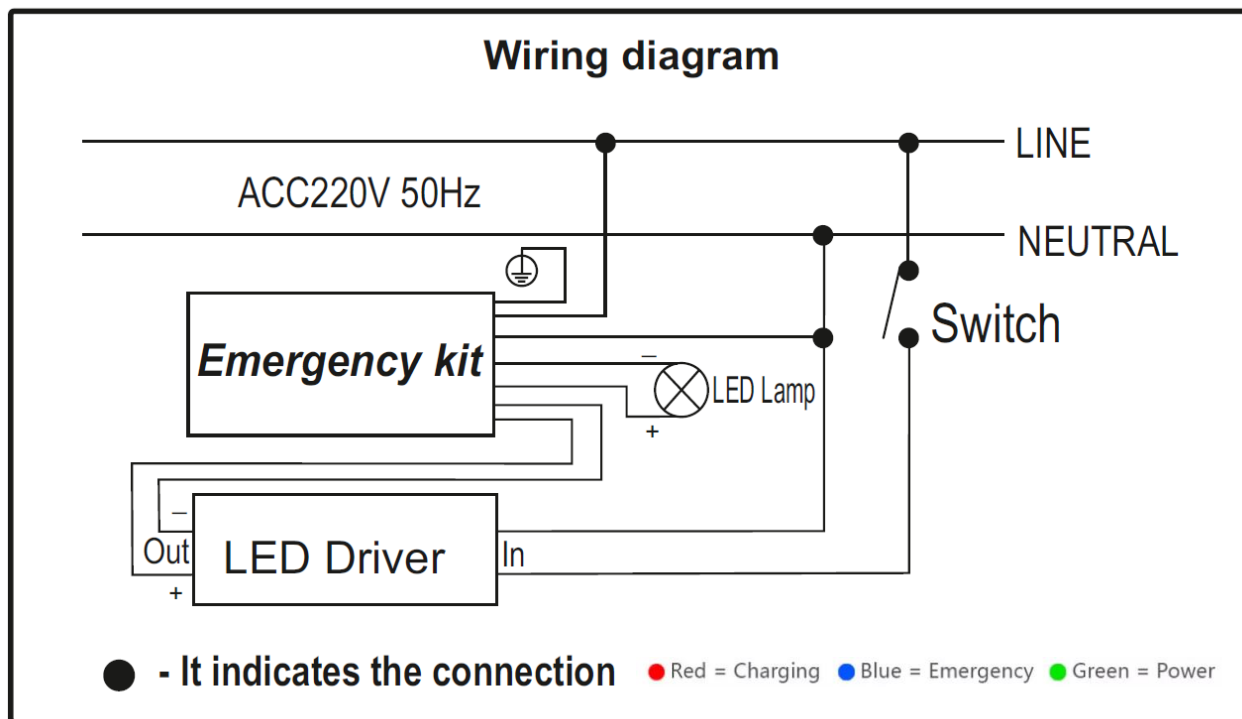 Wiring diagram
LINE
ACC220V 50Hz
NEUTRAL
Switch
Emergency kit
–
LED Lamp
+
–
Out
LED Driver
In
+
- It indicates the connection
Red = Charging
Blue = Emergency
Green = Power